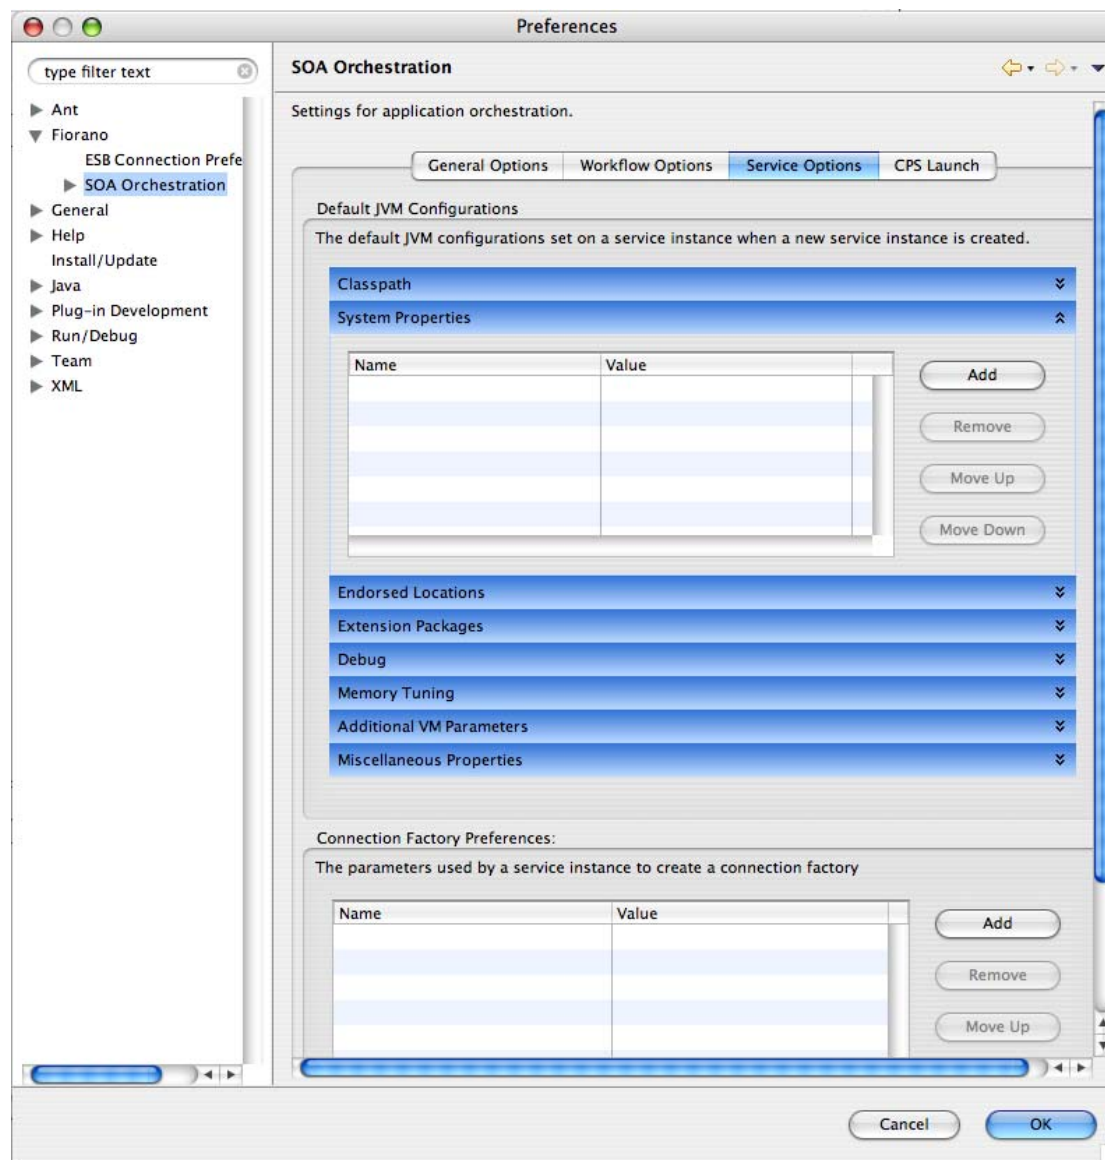 Preferences
type filter text
Ant
Fiorano
ESB Connection Prefe
SOA Orchestration
General
Help
Install/Update
Java
Plug-in Development
Run/Debug
Team
XML
SOA Orchestration
Settings for application orchestration.
General Options Workflow Options Service Options CPS Launch
Default JVM Configurations
The default JVM configurations set on a service instance when a new service instance is created.
Classpath
System Properties
Name Value
Add
Remove
Move Up
Move Down
Endorsed Locations
Extension Packages
Debug
Memory Tuning
Additional VM Parameters
Miscellaneous Properties
Connection Factory Preferences:
The parameters used by a service instance to create a connection factory
Name Value
Add
Remove
Move Up
Cancel OK